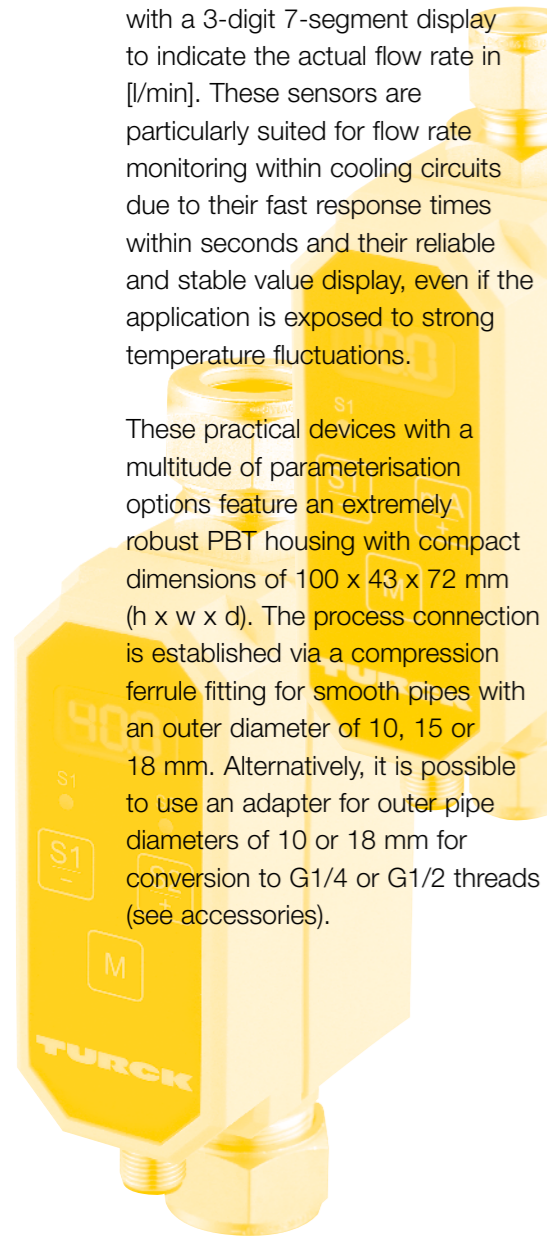 with a 3-digit 7-segment display
to indicate the actual flow rate in
[l/min]. These sensors are
particularly suited for flow rate
monitoring within cooling circuits
due to their fast response times
within seconds and their reliable
and stable value display, even if the
application is exposed to strong
temperature fluctuations.
These practical devices with a
multitude of parameterisation
options feature an extremely
robust PBT housing with compact
dimensions of 100 x 43 x 72 mm
(h x w x d). The process connection
is established via a compression
ferrule fitting for smooth pipes with
an outer diameter of 10, 15 or
18 mm. Alternatively, it is possible
to use an adapter for outer pipe
diameters of 10 or 18 mm for
conversion to G1/4 or G1/2 threads
(see accessories).
S1
S1
M
TURCK
40.0
S1
S1
–
+
M
TURCK